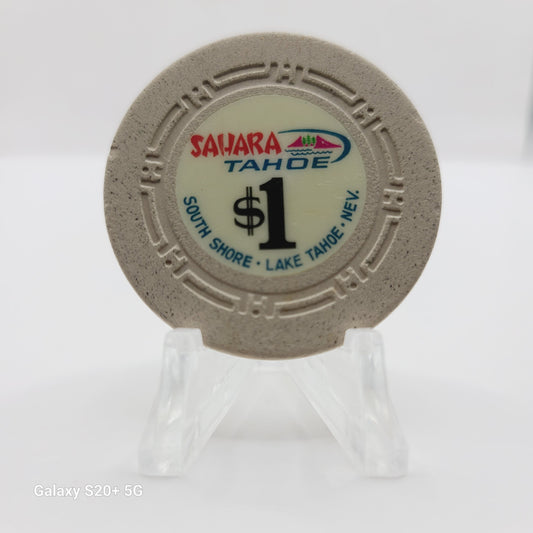 SAHARA
TAHOE
$1
SOUTH SHORE · LAKE TAHOE · NEV.
Galaxy S20+ 5G